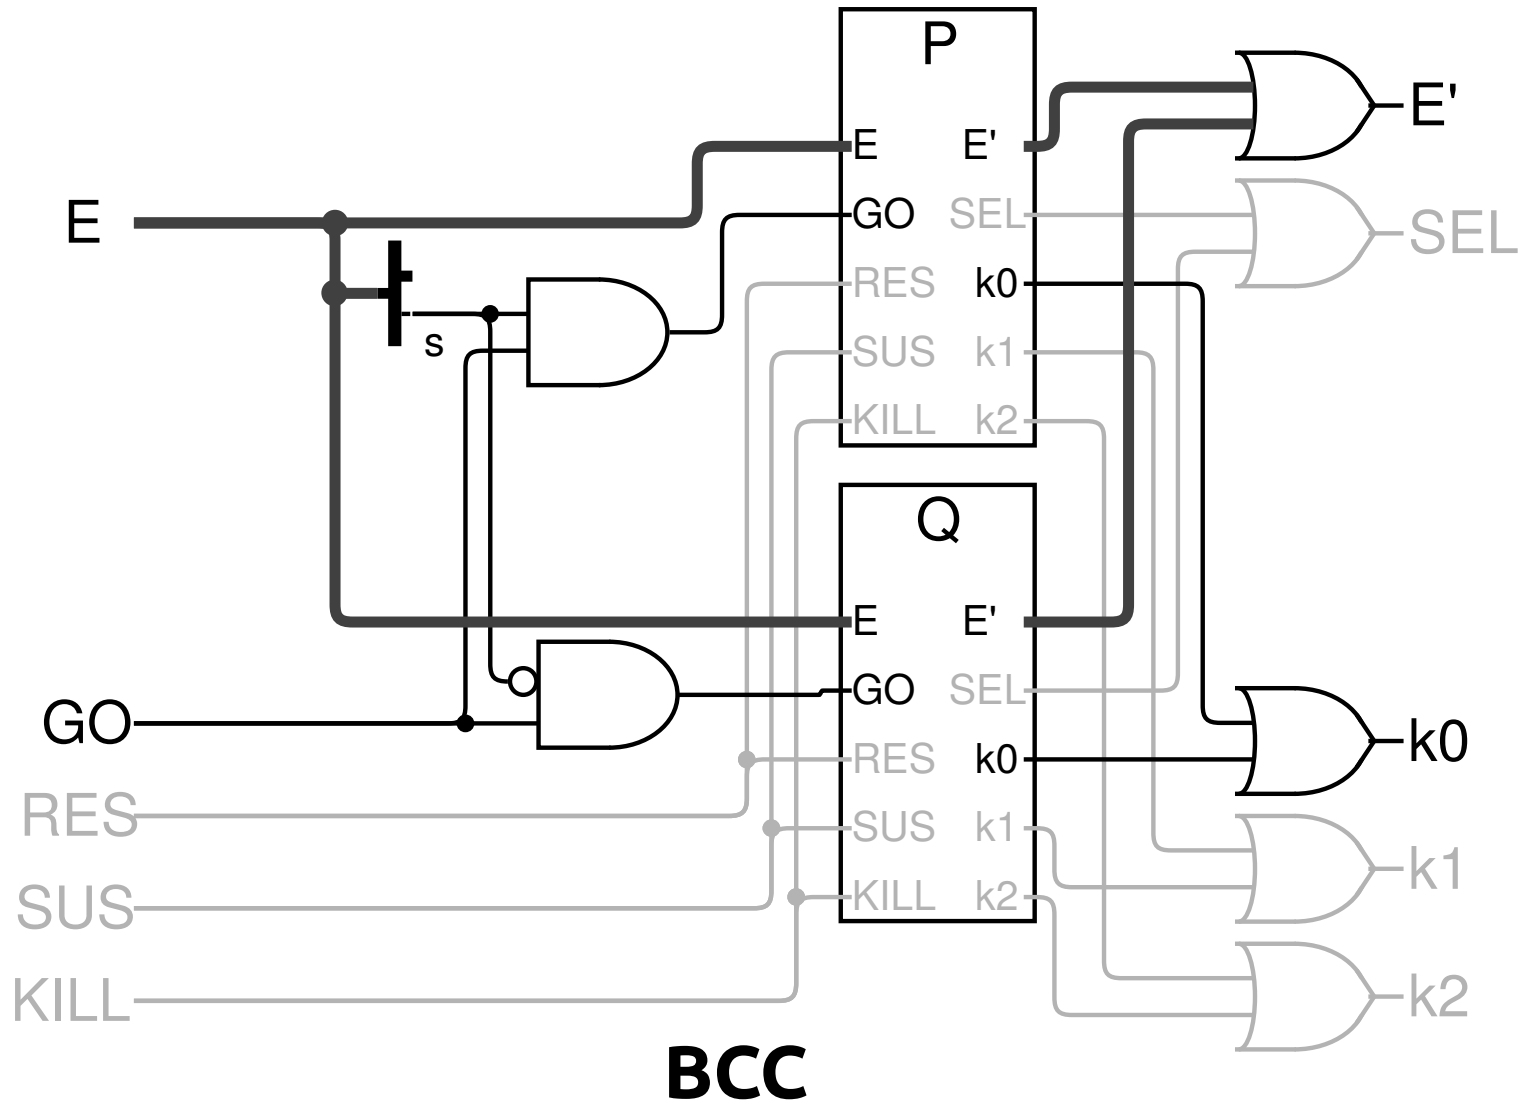 P
E E'
GO SEL
RES k0
SUS k1
KILL k2
Q
E E'
GO SEL
RES k0
SUS k1
KILL k2
E
s
GO
RES
SUS
KILL
E'
SEL
k0
k1
k2
BCC